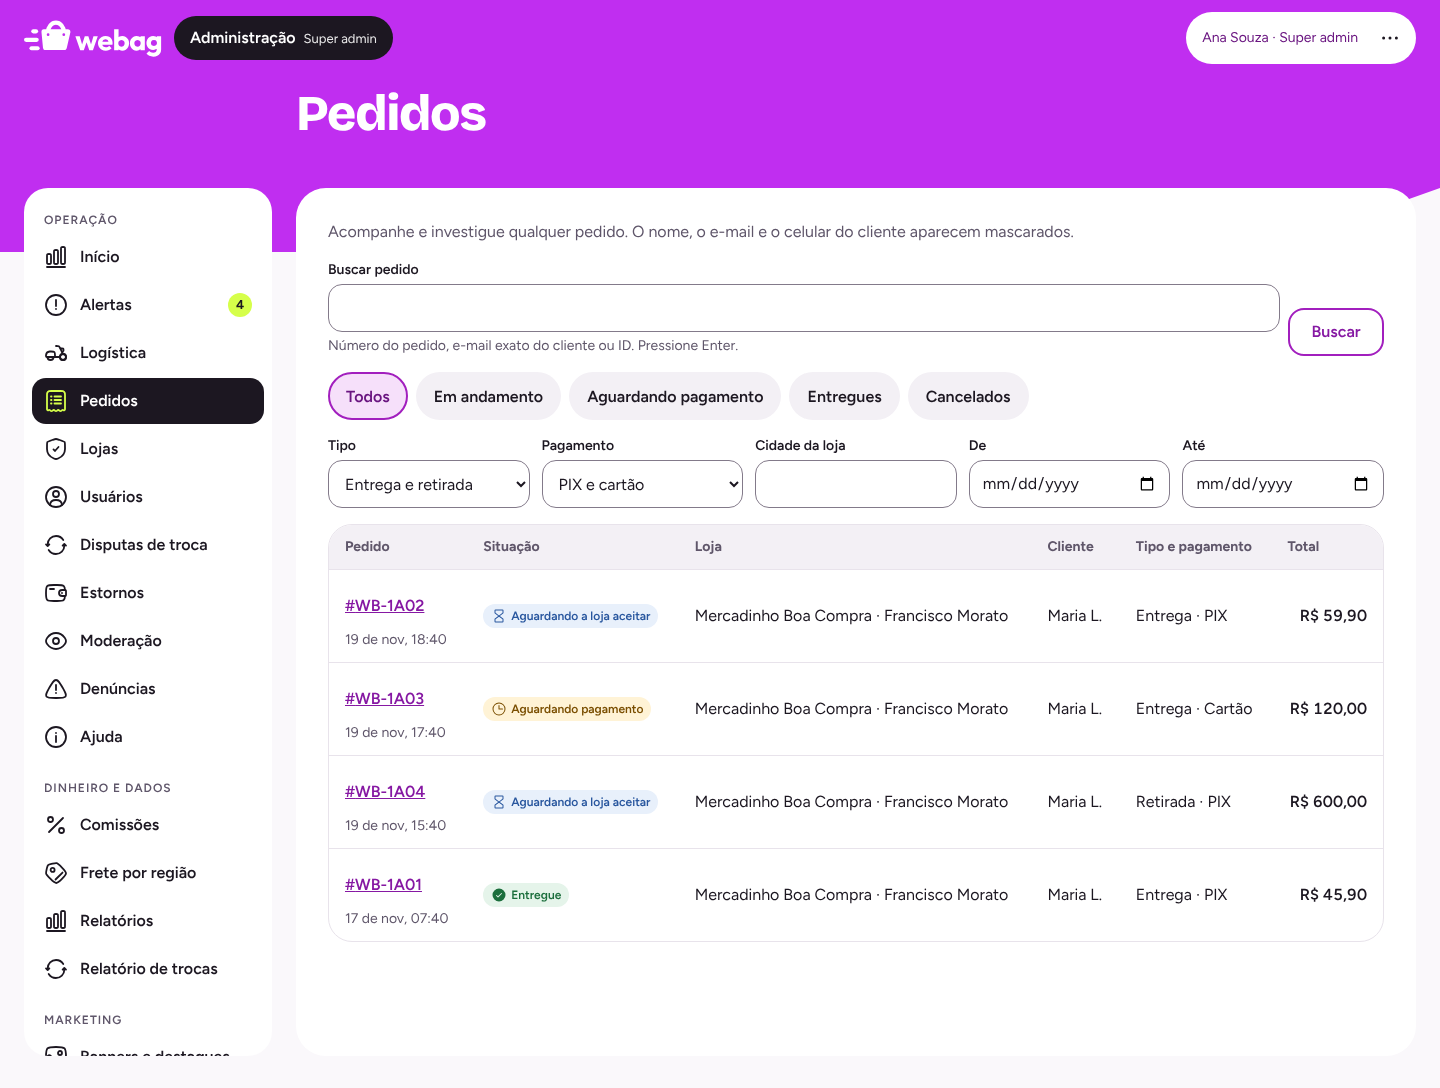 webag
Administração Super admin
Ana Souza · Super admin
Pedidos
OPERAÇÃO
Início
Alertas 4
Logística
Pedidos
Lojas
Usuários
Disputas de troca
Estornos
Moderação
Denúncias
Ajuda
DINHEIRO E DADOS
Comissões
Frete por região
Relatórios
Relatório de trocas
MARKETING
Banners e destaques
Acompanhe e investigue qualquer pedido. O nome, o e-mail e o celular do cliente aparecem mascarados.
Buscar pedido
Buscar
Número do pedido, e-mail exato do cliente ou ID. Pressione Enter.
Todos Em andamento Aguardando pagamento Entregues Cancelados
Tipo Pagamento Cidade da loja De Até
Entrega e retirada PIX e cartão mm/dd/yyyy mm/dd/yyyy
Pedido Situação Loja Cliente Tipo e pagamento Total
#WB-1A02 Aguardando a loja aceitar Mercadinho Boa Compra · Francisco Morato Maria L. Entrega · PIX R$ 59,90
19 de nov, 18:40
#WB-1A03 Aguardando pagamento Mercadinho Boa Compra · Francisco Morato Maria L. Entrega · Cartão R$ 120,00
19 de nov, 17:40
#WB-1A04 Aguardando a loja aceitar Mercadinho Boa Compra · Francisco Morato Maria L. Retirada · PIX R$ 600,00
19 de nov, 15:40
#WB-1A01 Entregue Mercadinho Boa Compra · Francisco Morato Maria L. Entrega · PIX R$ 45,90
17 de nov, 07:40